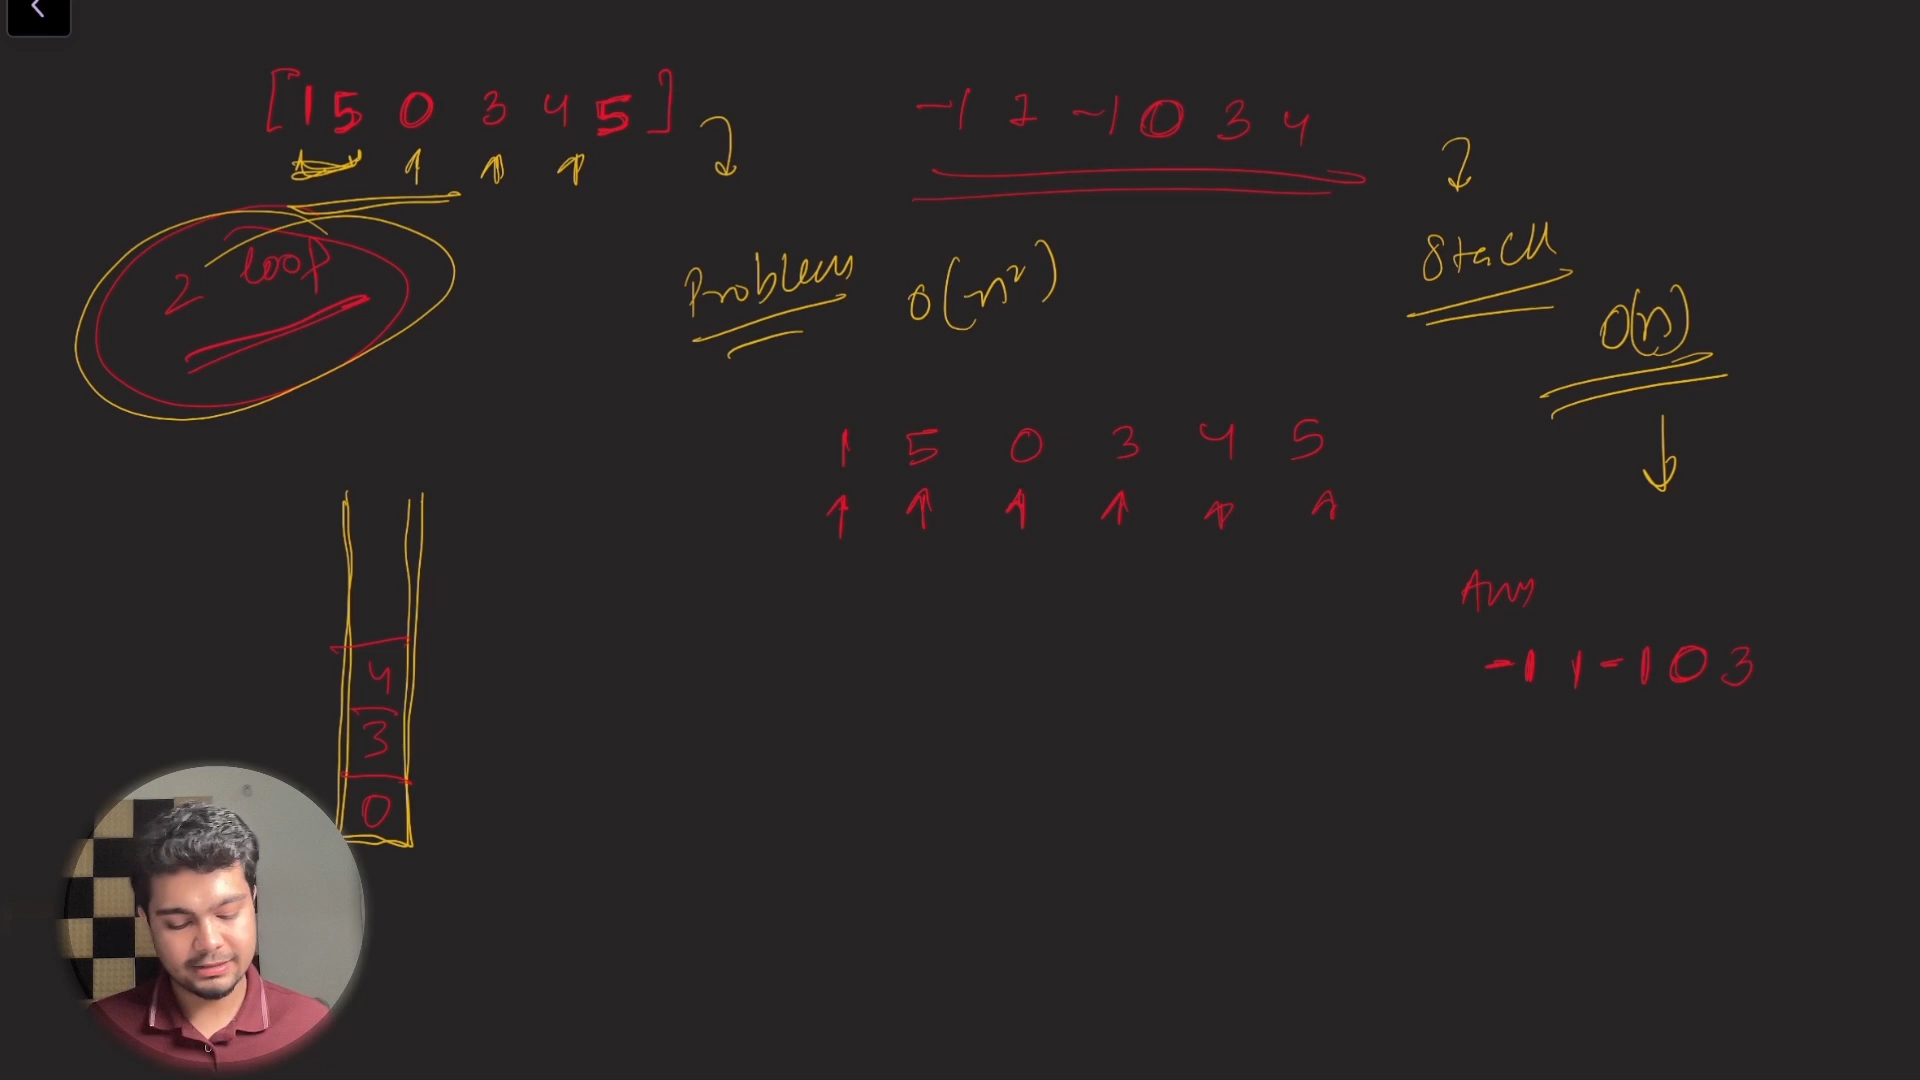 [1 5 0 3 4 5]
-1 1 -1 0 3 4
2 loop
Problem O(n²)
Stack
O(n)
1 5 0 3 4 5
Ans
-1 1 -1 0 3
4
3
0